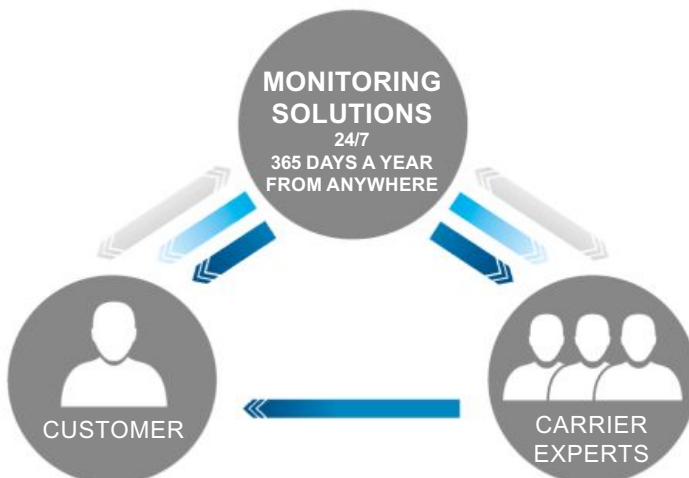 MONITORING
SOLUTIONS
24/7
365 DAYS A YEAR
FROM ANYWHERE
CUSTOMER
CARRIER
EXPERTS